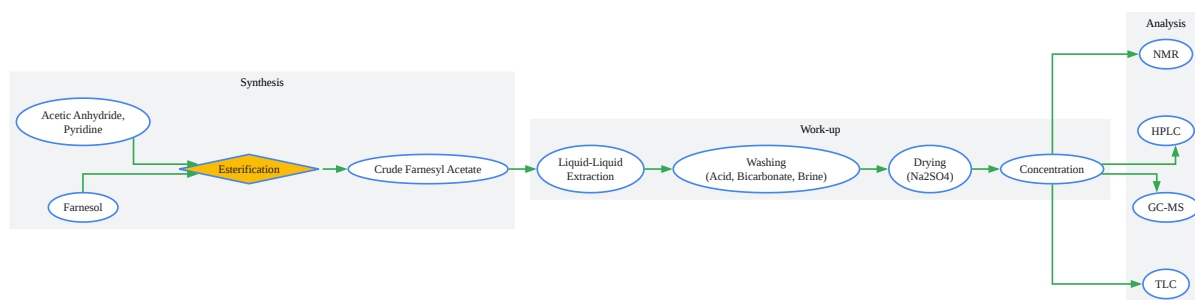 Synthesis
Acetic Anhydride,
Pyridine
Farnesol
Esterification
Crude Farnesyl Acetate
Work-up
Liquid-Liquid
Extraction
Washing
(Acid, Bicarbonate, Brine)
Drying
(Na2SO4)
Concentration
Analysis
NMR
HPLC
GC-MS
TLC